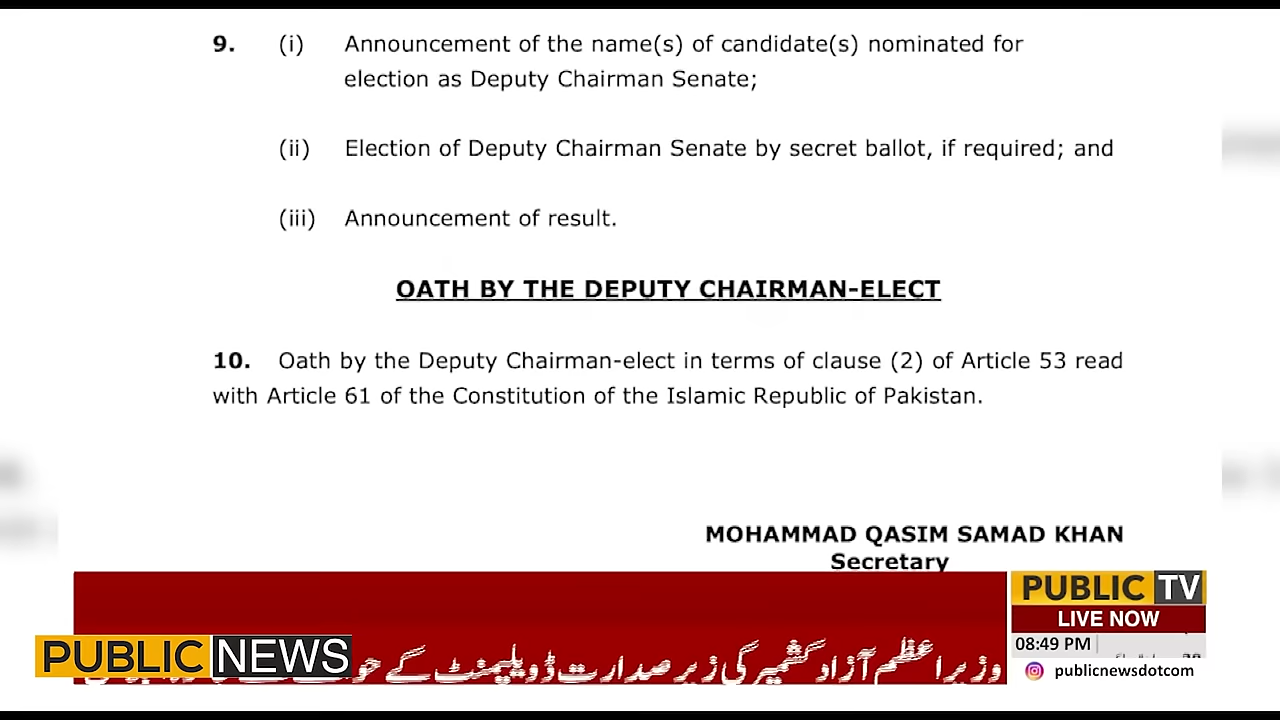 9. (i) Announcement of the name(s) of candidate(s) nominated for
election as Deputy Chairman Senate;
(ii) Election of Deputy Chairman Senate by secret ballot, if required; and
(iii) Announcement of result.
OATH BY THE DEPUTY CHAIRMAN-ELECT
10. Oath by the Deputy Chairman-elect in terms of clause (2) of Article 53 read
with Article 61 of the Constitution of the Islamic Republic of Pakistan.
MOHAMMAD QASIM SAMAD KHAN
Secretary
PUBLIC TV
LIVE NOW
08:49 PM
publicnewsdotcom
PUBLIC NEWS
وزیراعظم آزاد کشمیر کی زیر صدارت ڈویلپمنٹ کے